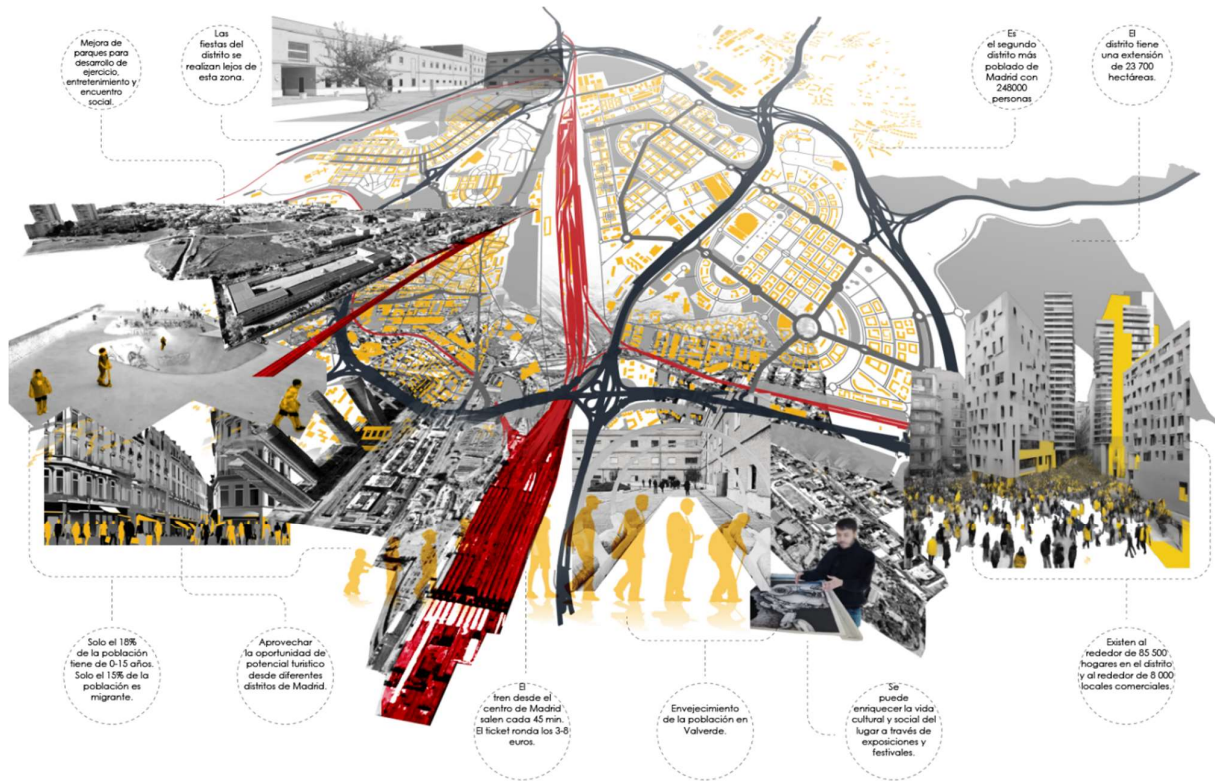 Mejora de
parques para
desarrollo de
ejercicio,
entretenimiento y
encuentro
social.
Las
fiestas del
distrito se
realizan lejos de
esta zona.
Es
el segundo
distrito más
poblado de
Madrid con
248000
personas
El
distrito tiene
una extensión
de 23 700
hectáreas.
Solo el 18%
de la población
tiene de 0-15 años.
Solo el 15% de la
población es
migrante.
Aprovechar
la oportunidad de
potencial turistico
desde diferentes
distritos de Madrid.
El
tren desde el
centro de Madrid
salen cada 45 min.
El ticket ronda los 3-8
euros.
Envejecimiento
de la población en
Valverde.
Se
puede
enriquecer la vida
cultural y social del
lugar a través de
exposiciones y
festivales.
Existen al
rededor de 85 500
hogares en el distrito
y al rededor de 8 000
locales comerciales.